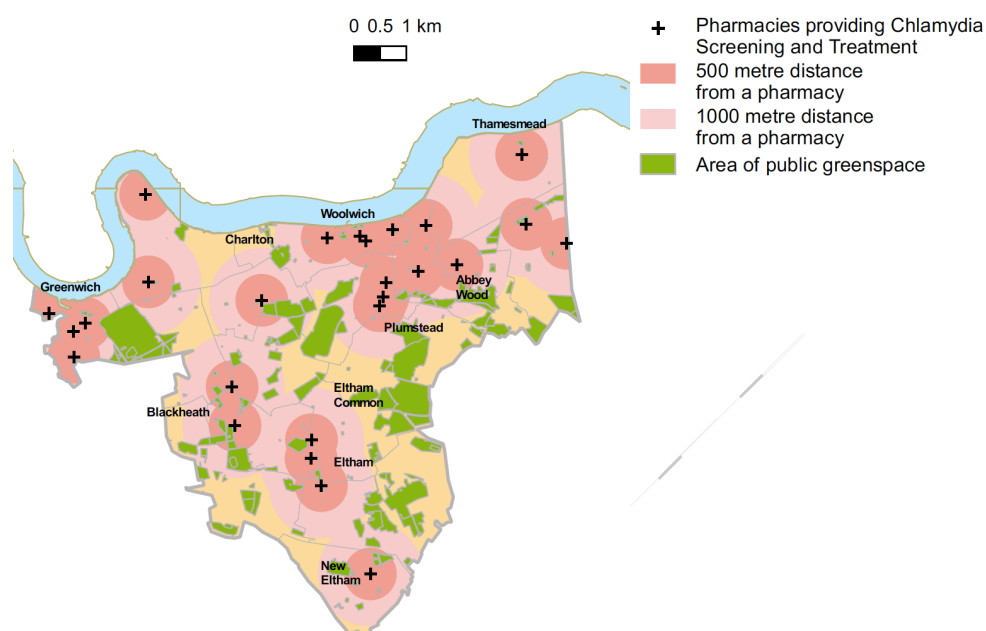 0 0.5 1 km
Pharmacies providing Chlamydia
Screening and Treatment
500 metre distance
from a pharmacy
1000 metre distance
from a pharmacy
Area of public greenspace
Thamesmead
Woolwich
Charlton
Greenwich
Abbey
Wood
Plumstead
Eltham
Common
Blackheath
Eltham
New
Eltham